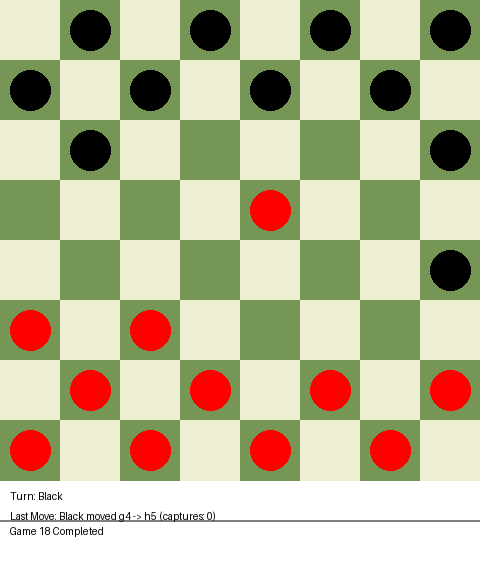 Turn: Black
Last Move: Black moved g4 -> h5 (captures: 0)
Game 18 Completed